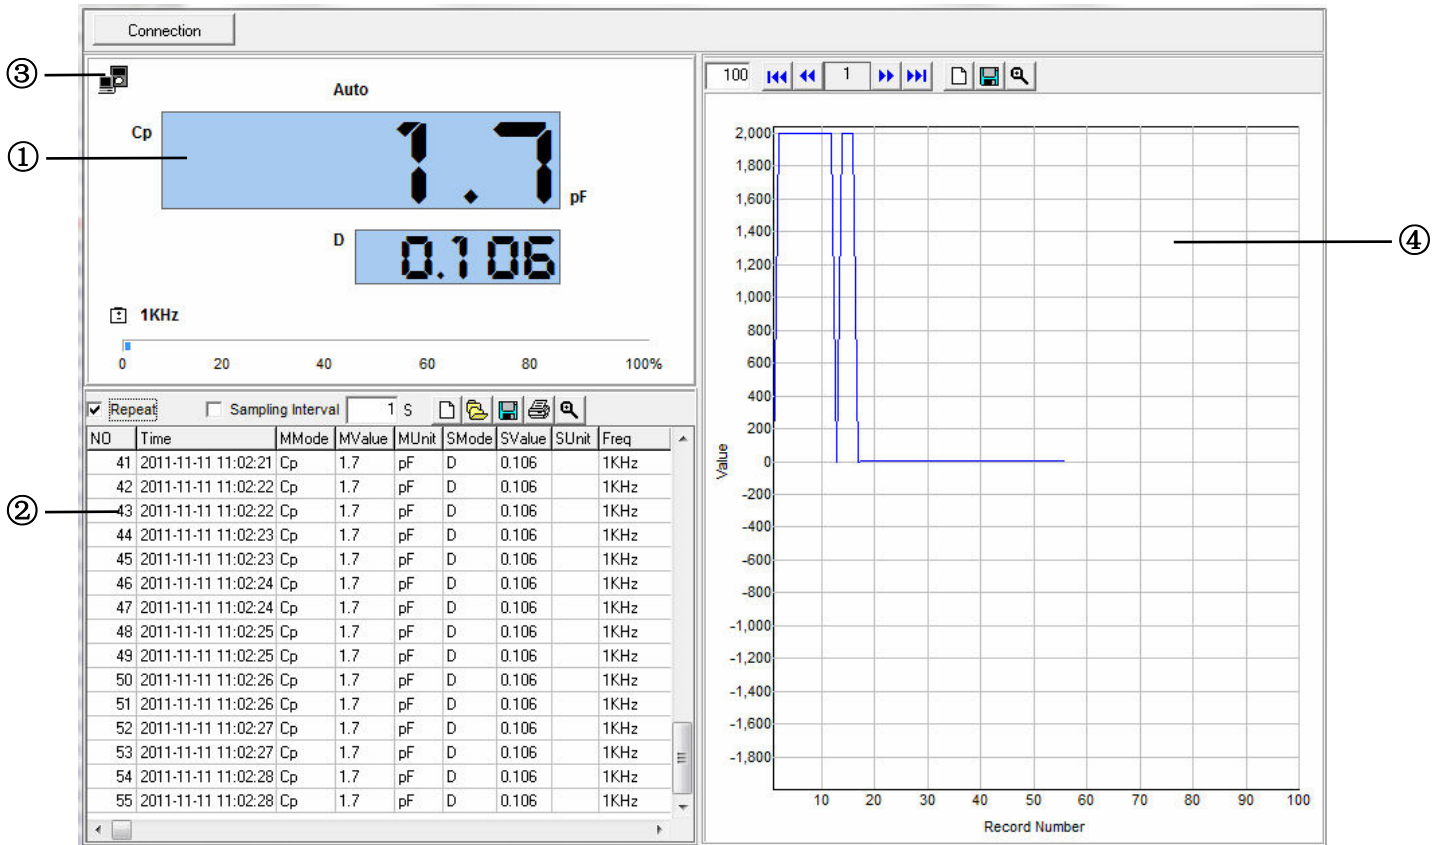 Connection
③
Auto
Cp
1.7
pF
①
D
0.106
1KHz
0 20 40 60 80 100%
Repeat Sampling Interval 1 S
NO Time MMode MValue MUnit SMode SValue SUnit Freq
41 2011-11-11 11:02:21 Cp 1.7 pF D 0.106 1KHz
42 2011-11-11 11:02:22 Cp 1.7 pF D 0.106 1KHz
②
43 2011-11-11 11:02:22 Cp 1.7 pF D 0.106 1KHz
44 2011-11-11 11:02:23 Cp 1.7 pF D 0.106 1KHz
45 2011-11-11 11:02:23 Cp 1.7 pF D 0.106 1KHz
46 2011-11-11 11:02:24 Cp 1.7 pF D 0.106 1KHz
47 2011-11-11 11:02:24 Cp 1.7 pF D 0.106 1KHz
48 2011-11-11 11:02:25 Cp 1.7 pF D 0.106 1KHz
49 2011-11-11 11:02:25 Cp 1.7 pF D 0.106 1KHz
50 2011-11-11 11:02:26 Cp 1.7 pF D 0.106 1KHz
51 2011-11-11 11:02:26 Cp 1.7 pF D 0.106 1KHz
52 2011-11-11 11:02:27 Cp 1.7 pF D 0.106 1KHz
53 2011-11-11 11:02:27 Cp 1.7 pF D 0.106 1KHz
54 2011-11-11 11:02:28 Cp 1.7 pF D 0.106 1KHz
55 2011-11-11 11:02:28 Cp 1.7 pF D 0.106 1KHz
100 1
2,000
1,800
1,600
1,400
④
1,200
1,000
800
600
400
200
Value
0
-200
-400
-600
-800
-1,000
-1,200
-1,400
-1,600
-1,800
10 20 30 40 50 60 70 80 90 100
Record Number